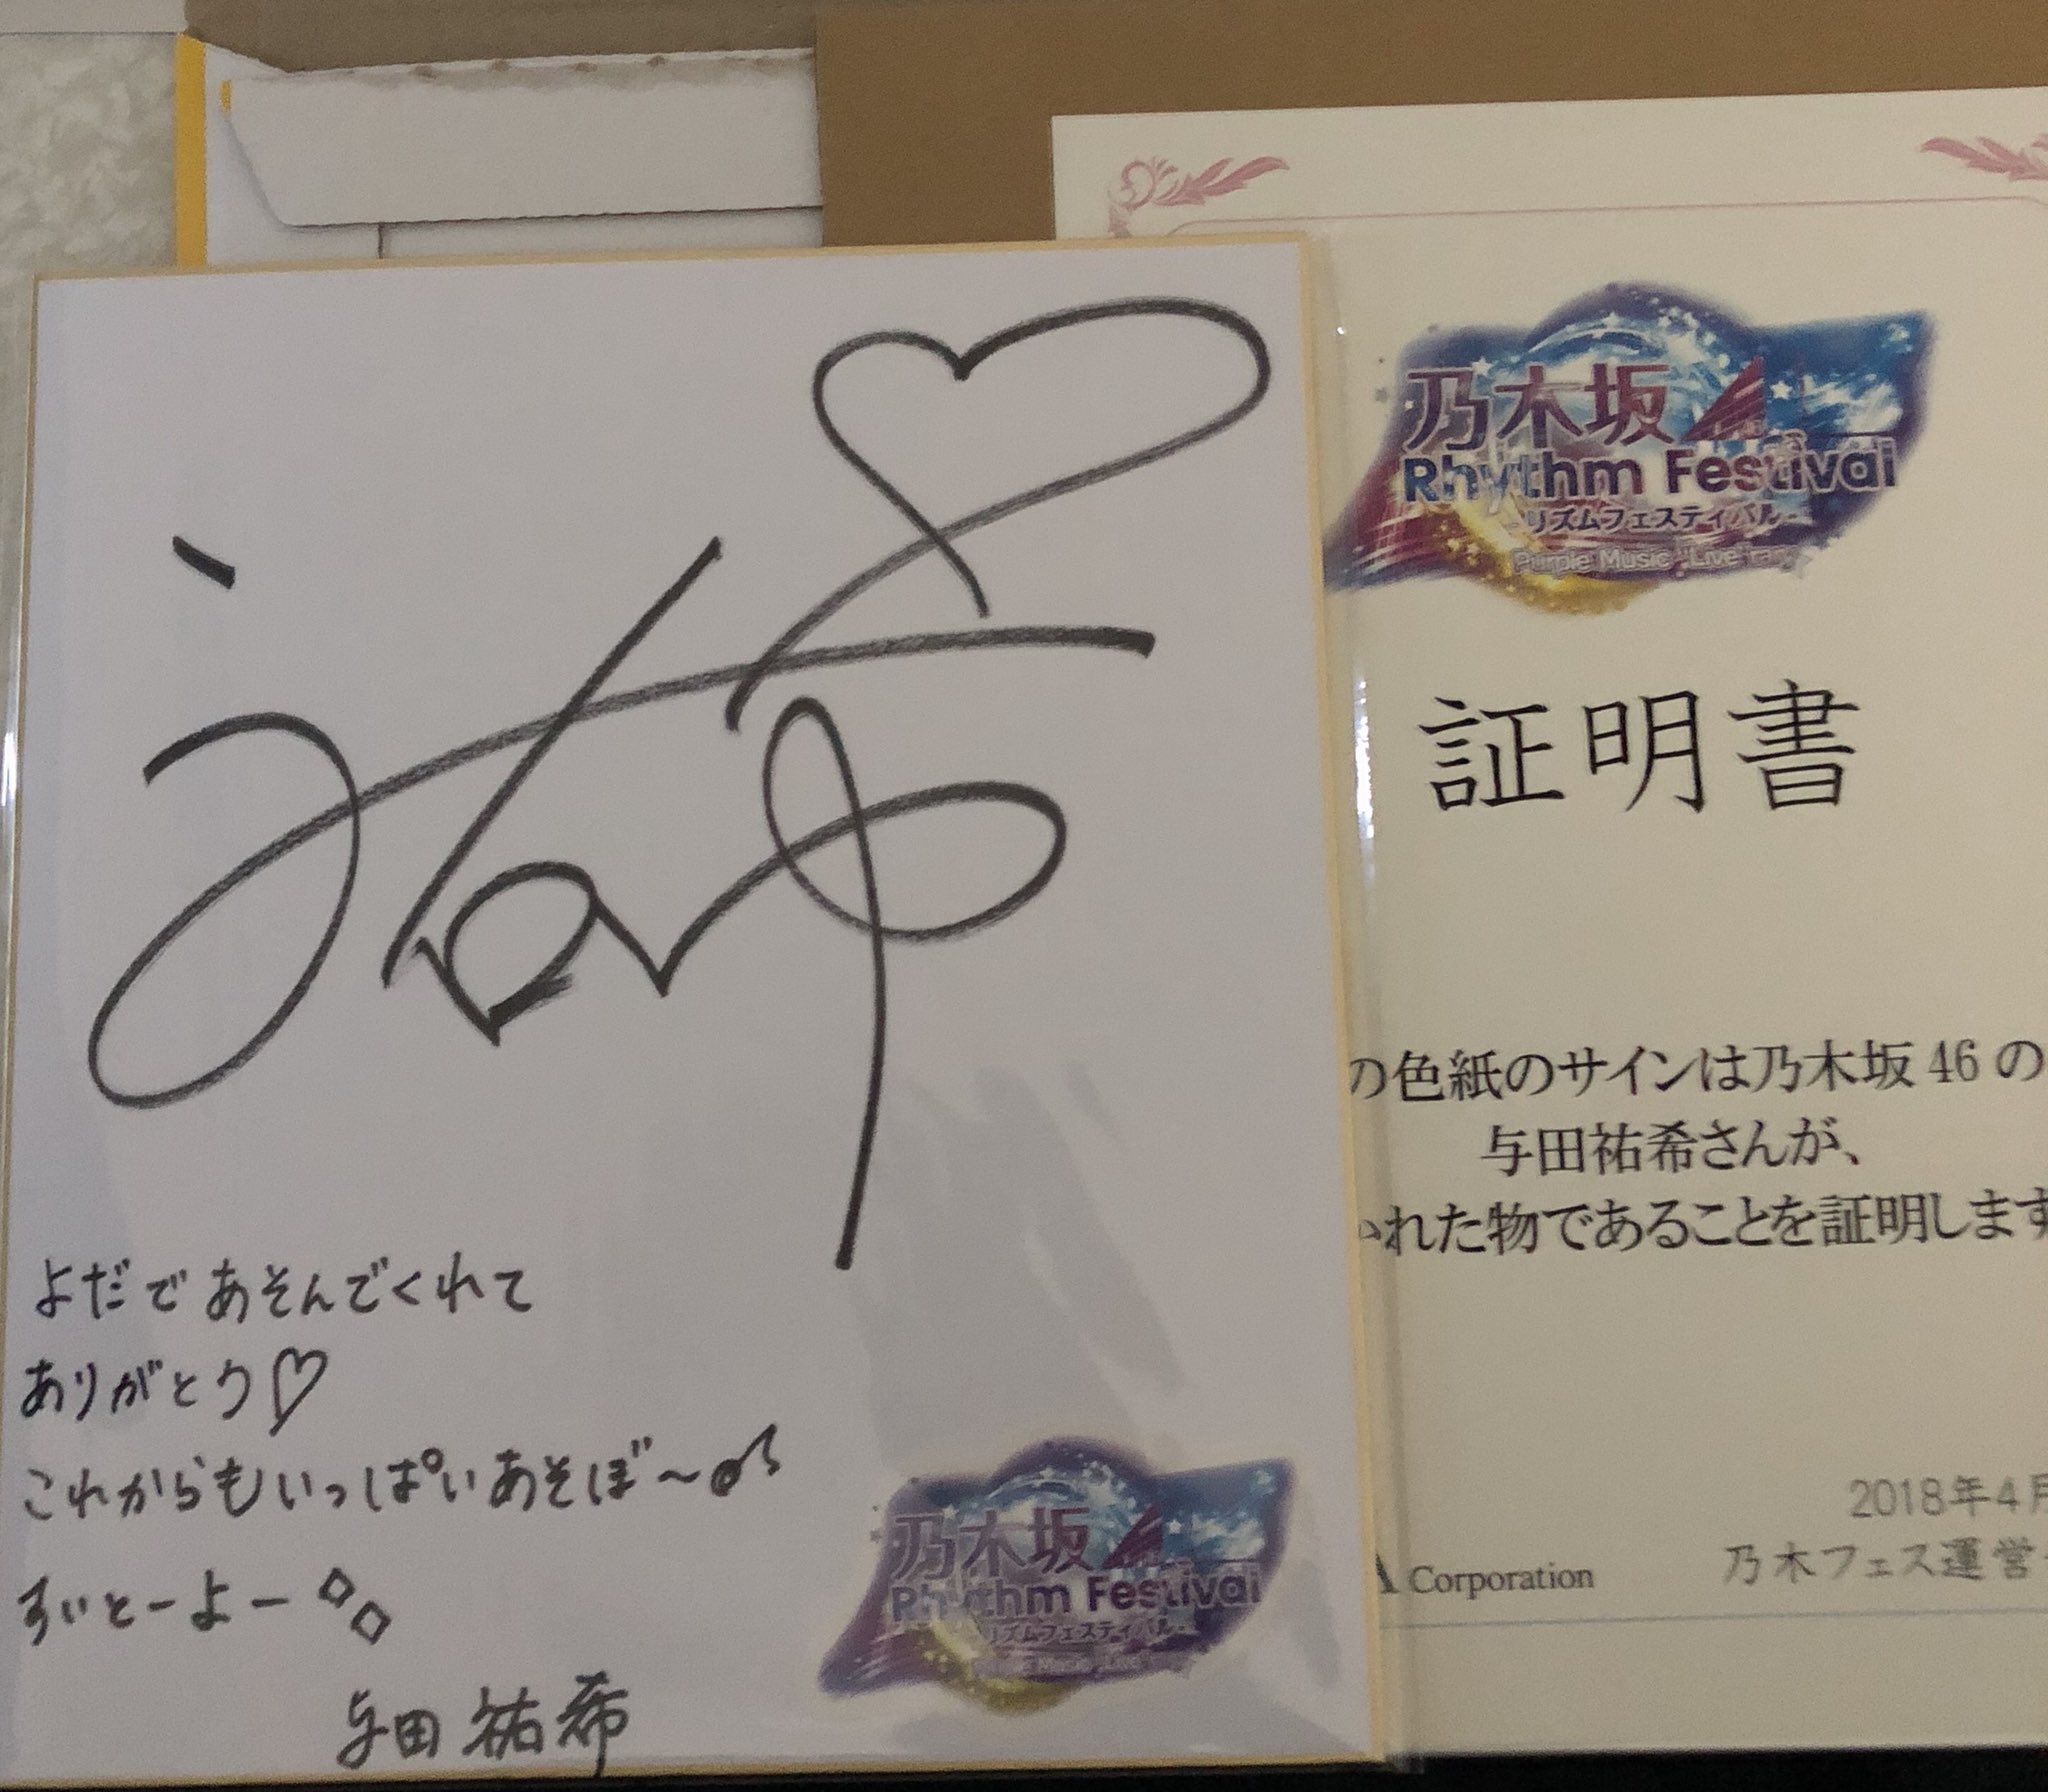 祐希
よだであそんでくれて
ありがとう♡
これからもいっぱいあそぼ〜♪
すいとーよー
与田祐希
乃木坂
Rhythm Festival
-リズムフェスティバル-
乃木坂
Rhythm Festival
-リズムフェスティバル-
Purple Music
証明書
の色紙のサインは乃木坂46の
与田祐希さんが、
かれた物であることを証明します
2018年4月
乃木フェス運営
A Corporation